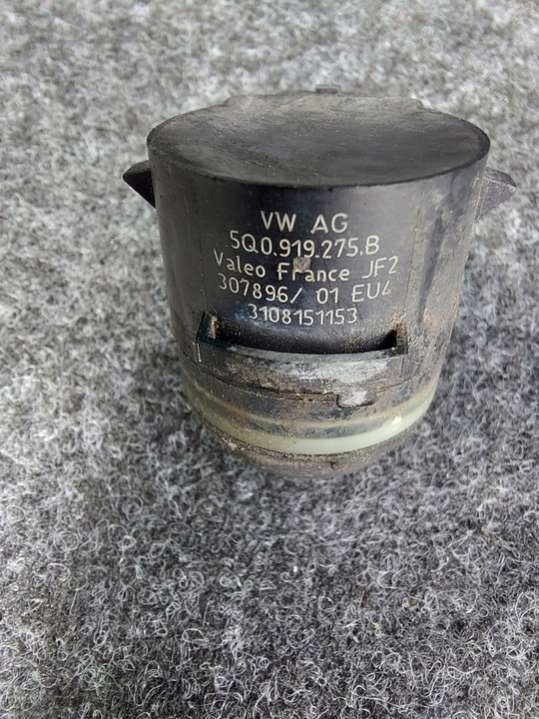 VW AG
5Q0.919.275.B
Valeo France JF2
307896/ 01 EU4
3108151153